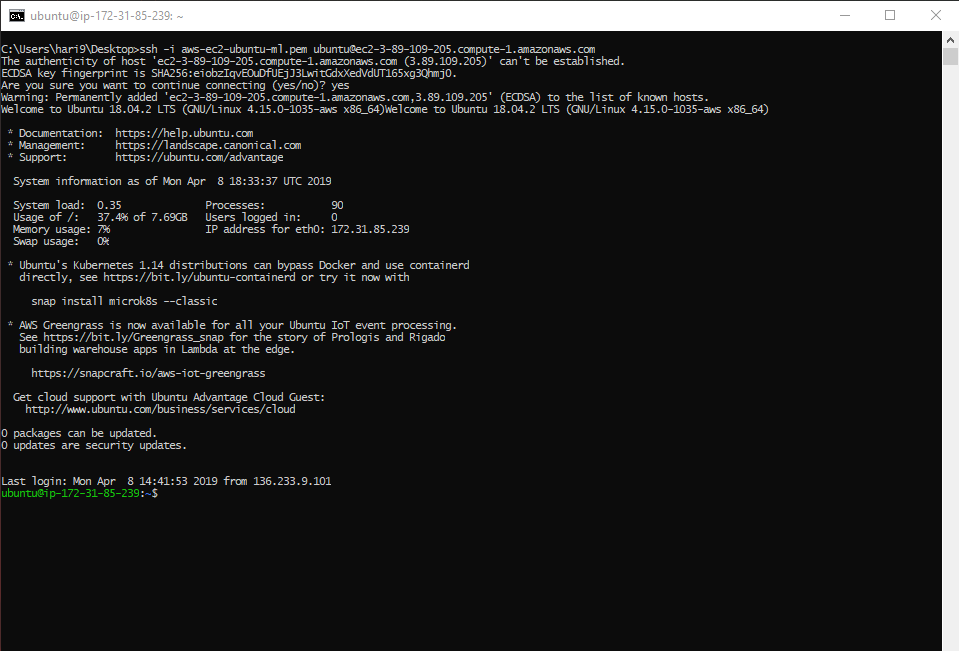 ubuntu@ip-172-31-85-239: ~
C:\Users\hari9\Desktop>ssh -i aws-ec2-ubuntu-ml.pem ubuntu@ec2-3-89-109-205.compute-1.amazonaws.com
The authenticity of host 'ec2-3-89-109-205.compute-1.amazonaws.com (3.89.109.205)' can't be established.
ECDSA key fingerprint is SHA256:eiobzIqvEOuDfUEjJ3LwitGdxXedVdUT165xg3Qhmj0.
Are you sure you want to continue connecting (yes/no)? yes
Warning: Permanently added 'ec2-3-89-109-205.compute-1.amazonaws.com,3.89.109.205' (ECDSA) to the list of known hosts.
Welcome to Ubuntu 18.04.2 LTS (GNU/Linux 4.15.0-1035-aws x86_64)Welcome to Ubuntu 18.04.2 LTS (GNU/Linux 4.15.0-1035-aws x86_64)
* Documentation:  https://help.ubuntu.com
* Management:     https://landscape.canonical.com
* Support:        https://ubuntu.com/advantage
System information as of Mon Apr  8 18:33:37 UTC 2019
System load:  0.35              Processes:           90
Usage of /:   37.4% of 7.69GB   Users logged in:     0
Memory usage: 7%                IP address for eth0: 172.31.85.239
Swap usage:   0%
* Ubuntu's Kubernetes 1.14 distributions can bypass Docker and use containerd
directly, see https://bit.ly/ubuntu-containerd or try it now with
snap install microk8s --classic
* AWS Greengrass is now available for all your Ubuntu IoT event processing.
See https://bit.ly/Greengrass_snap for the story of Prologis and Rigado
building warehouse apps in Lambda at the edge.
https://snapcraft.io/aws-iot-greengrass
Get cloud support with Ubuntu Advantage Cloud Guest:
http://www.ubuntu.com/business/services/cloud
0 packages can be updated.
0 updates are security updates.
Last login: Mon Apr  8 14:41:53 2019 from 136.233.9.101
ubuntu@ip-172-31-85-239:~$